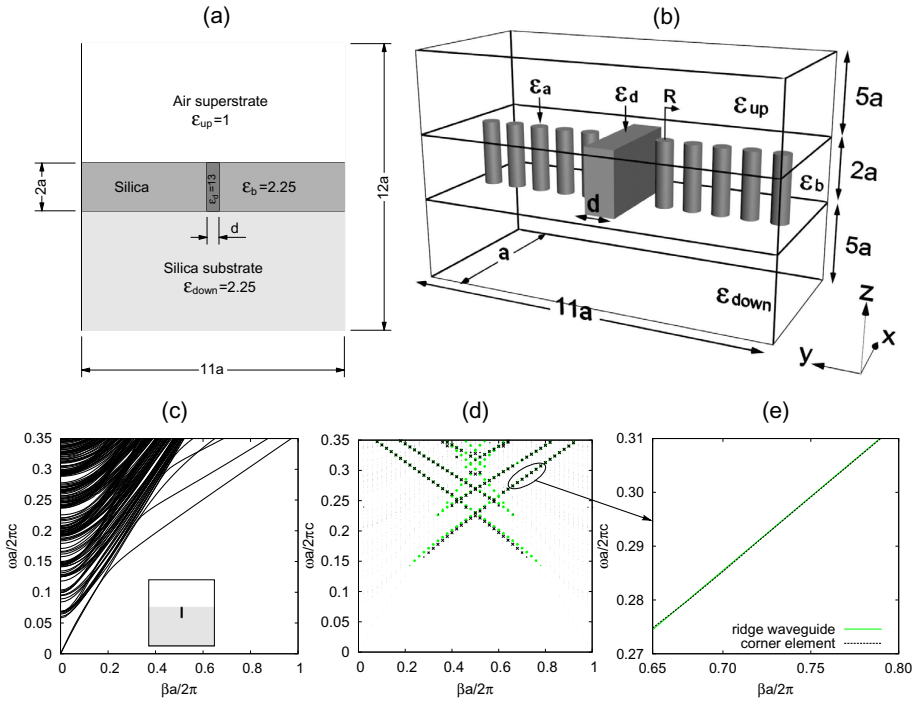 (a)
Air superstrate
εup=1
2a
Silica
εd=13
εb=2.25
12a
d
Silica substrate
εdown=2.25
11a
(b)
εa
εd
R
εup
5a
εb
2a
d
5a
a
εdown
11a
z
x
y
(c)
ωa/2πc
0.35
0.3
0.25
0.2
0.15
0.1
0.05
0
0 0.2 0.4 0.6 0.8 1
βa/2π
(d)
ωa/2πc
0.35
0.3
0.25
0.2
0.15
0.1
0.05
0
0 0.2 0.4 0.6 0.8 1
βa/2π
(e)
ωa/2πc
0.31
0.30
0.29
0.28
0.27
ridge waveguide
corner element
0.65 0.70 0.75 0.80
βa/2π